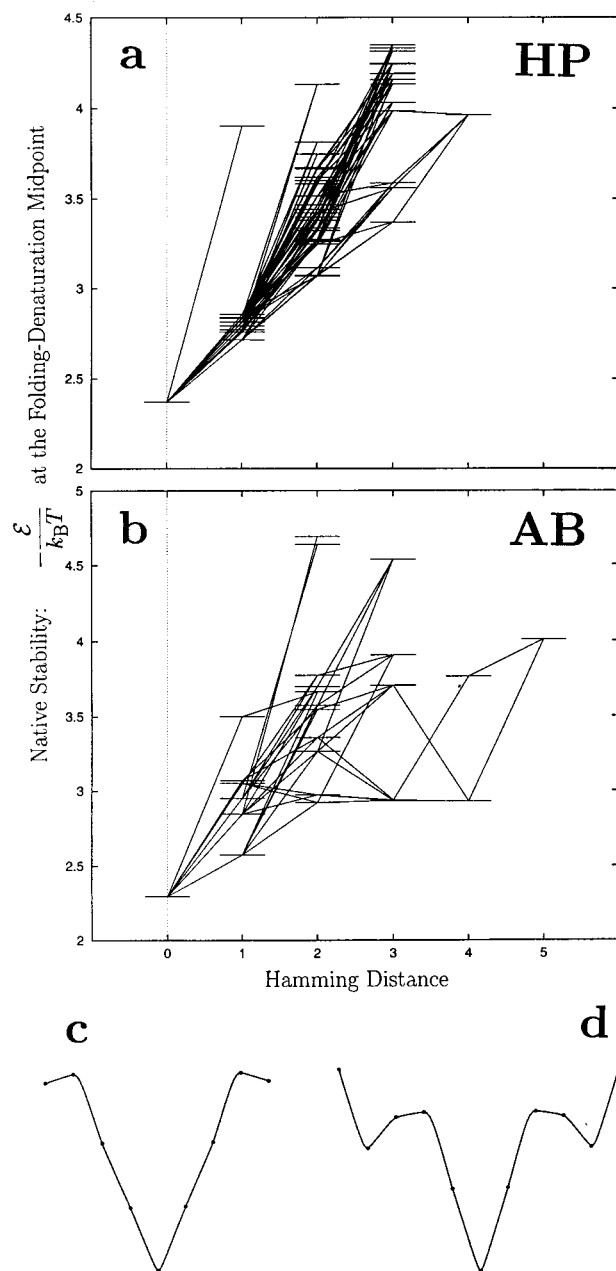 a
HP
4.5
4
3.5
3
2.5
2
b
AB
5
4.5
4
3.5
3
2.5
2
0 1 2 3 4 5
Hamming Distance
Native Stability: −ℰ/k_BT at the Folding-Denaturation Midpoint
c
d